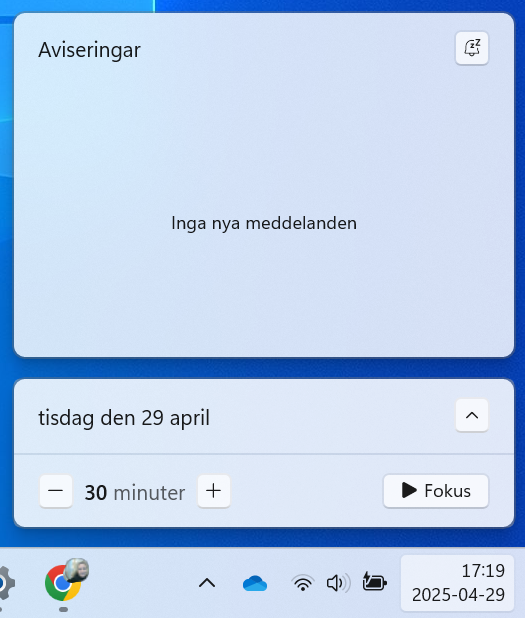 Aviseringar
Inga nya meddelanden
tisdag den 29 april
30 minuter
Fokus
17:19
2025-04-29